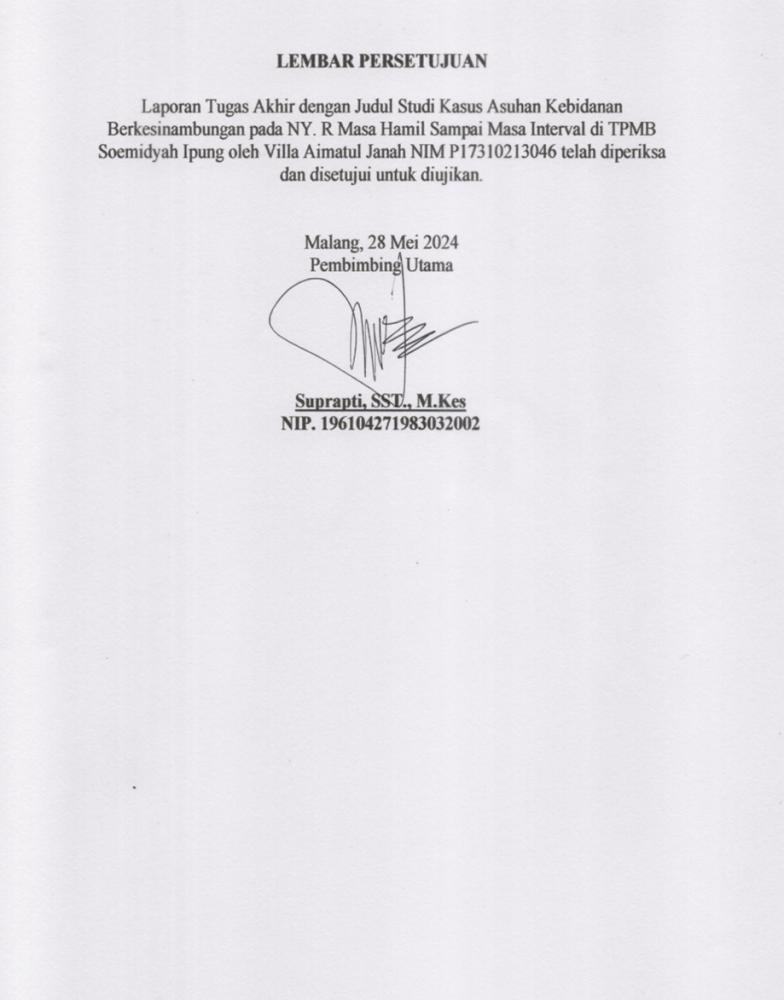 LEMBAR PERSETUJUAN
Laporan Tugas Akhir dengan Judul Studi Kasus Asuhan Kebidanan
Berkesinambungan pada NY. R Masa Hamil Sampai Masa Interval di TPMB
Soemidyah Ipung oleh Villa Aimatul Janah NIM P17310213046 telah diperiksa
dan disetujui untuk diujikan.
Malang, 28 Mei 2024
Pembimbing Utama
Suprapti, SST., M.Kes
NIP. 196104271983032002